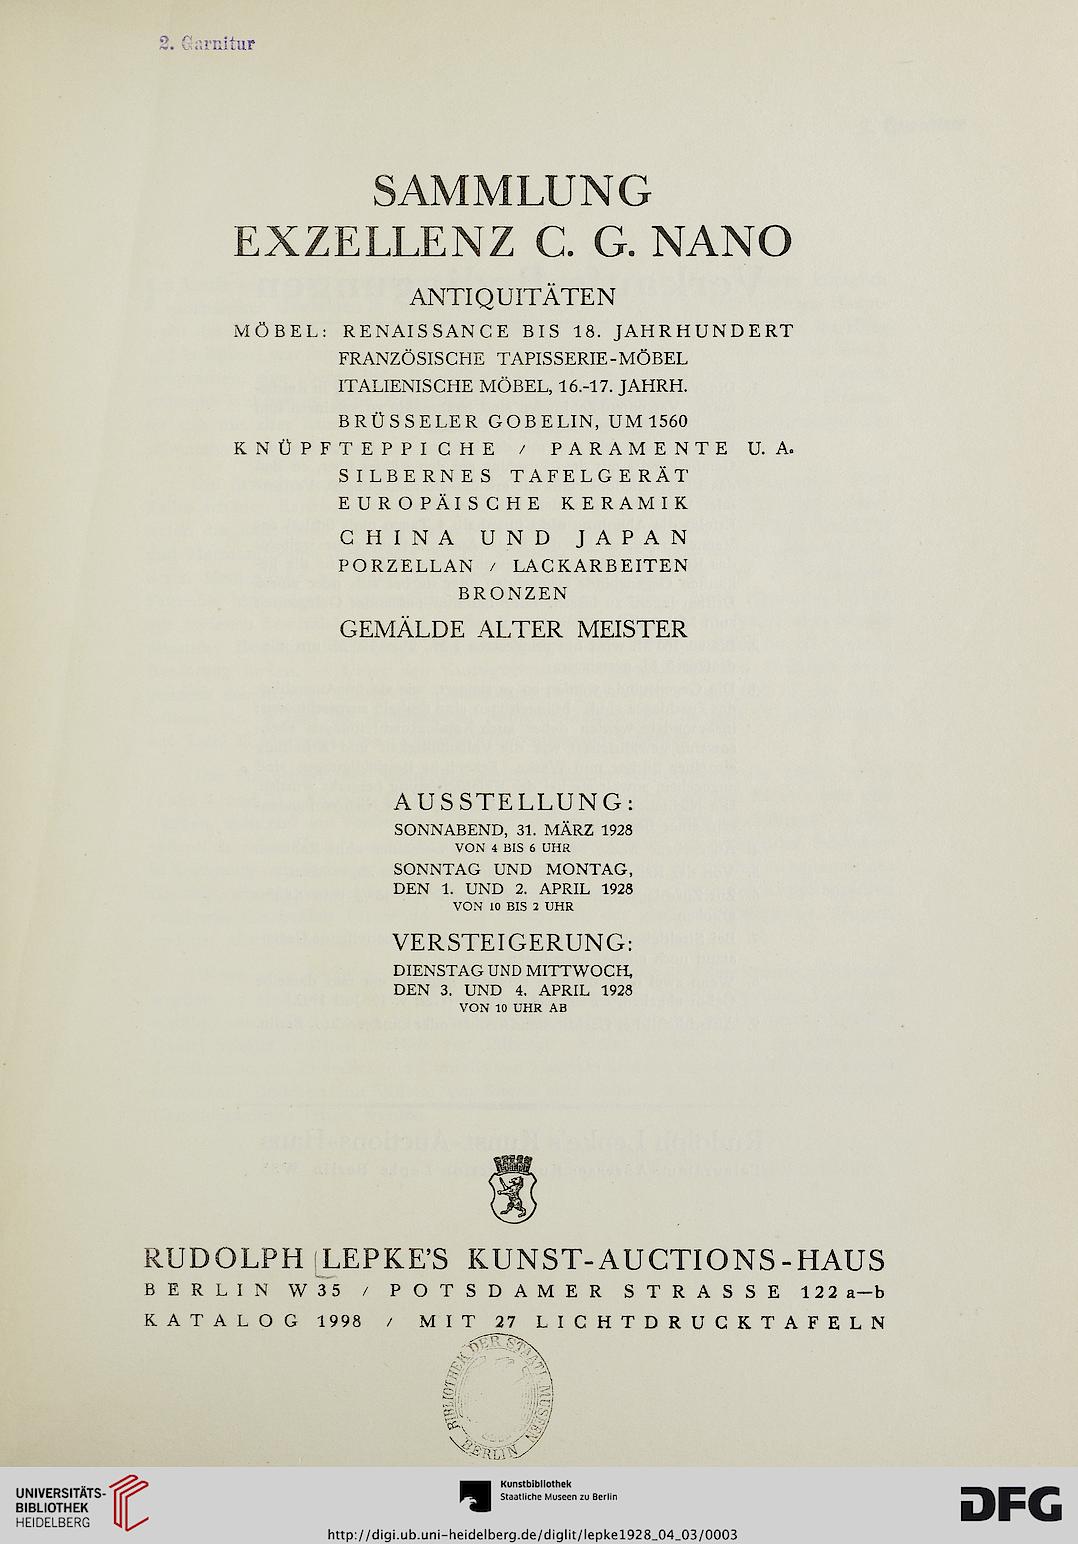 2. Garnitur
SAMMLUNG
EXZELLENZ C. G. NANO
ANTIQUITÄTEN
MÖBEL: RENAISSANCE BIS 18. JAHRHUNDERT
FRANZÖSISCHE TAPISSERIE-MÖBEL
ITALIENISCHE MÖBEL, 16.-17. JAHRH.
BRÜSSELER GOBELIN, UM 1560
KNÜPFTEPPICHE / PARAMENTE U. A.
SILBERNES TAFELGERÄT
EUROPÄISCHE KERAMIK
CHINA UND JAPAN
PORZELLAN / LACKARBEITEN
BRONZEN
GEMÄLDE ALTER MEISTER
AUSSTELLUNG:
SONNABEND, 31. MÄRZ 1928
VON 4 BIS 6 UHR
SONNTAG UND MONTAG,
DEN 1. UND 2. APRIL 1928
VON 10 BIS 2 UHR
VERSTEIGERUNG:
DIENSTAG UND MITTWOCH,
DEN 3. UND 4. APRIL 1928
VON 10 UHR AB
RUDOLPH LEPKE'S KUNST-AUCTIONS-HAUS
BERLIN W 35 / POTSDAMER STRASSE 122 a—b
KATALOG 1998 / MIT 27 LICHTDRUCKTAFELN
BIBLIOTHEK DER STAATL. MUSEEN
BERLIN
UNIVERSITÄTS-
BIBLIOTHEK
HEIDELBERG
Kunstbibliothek
Staatliche Museen zu Berlin
DFG
http://digi.ub.uni-heidelberg.de/diglit/lepke1928_04_03/0003